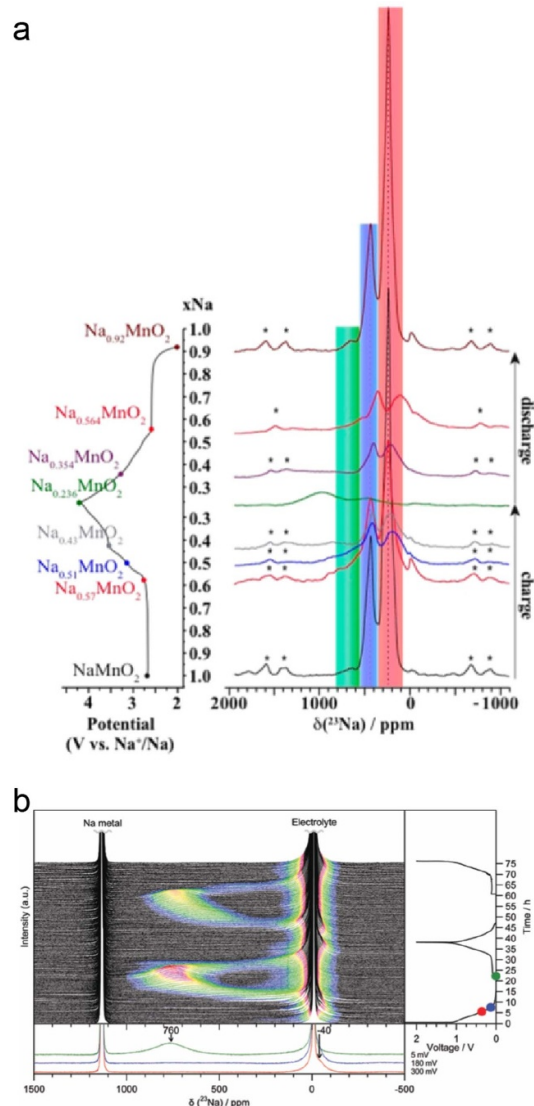 a
xNa
1.0
0.9
0.8
0.7
0.6
0.5
0.4
0.3
0.3
0.4
0.5
0.6
0.7
0.8
0.9
1.0
Na0.92MnO2
Na0.564MnO2
Na0.354MnO2
Na0.236MnO2
Na0.43MnO2
Na0.51MnO2
Na0.57MnO2
NaMnO2
4 3 2
Potential
(V vs. Na+/Na)
* * * *
* *
* * * *
* * * *
* * * *
* * * *
* * * *
discharge
charge
2000 1000 0 -1000
δ(23Na) / ppm
b
Na metal
Electrolyte
Intensity (a.u.)
760
-40
5 mV
180 mV
300 mV
1500 1000 500 0 -500
δ (23Na) / ppm
75
70
65
60
55
50
45
40
35
30
25
20
15
10
5
0
Time / h
2 1 0
Voltage / V